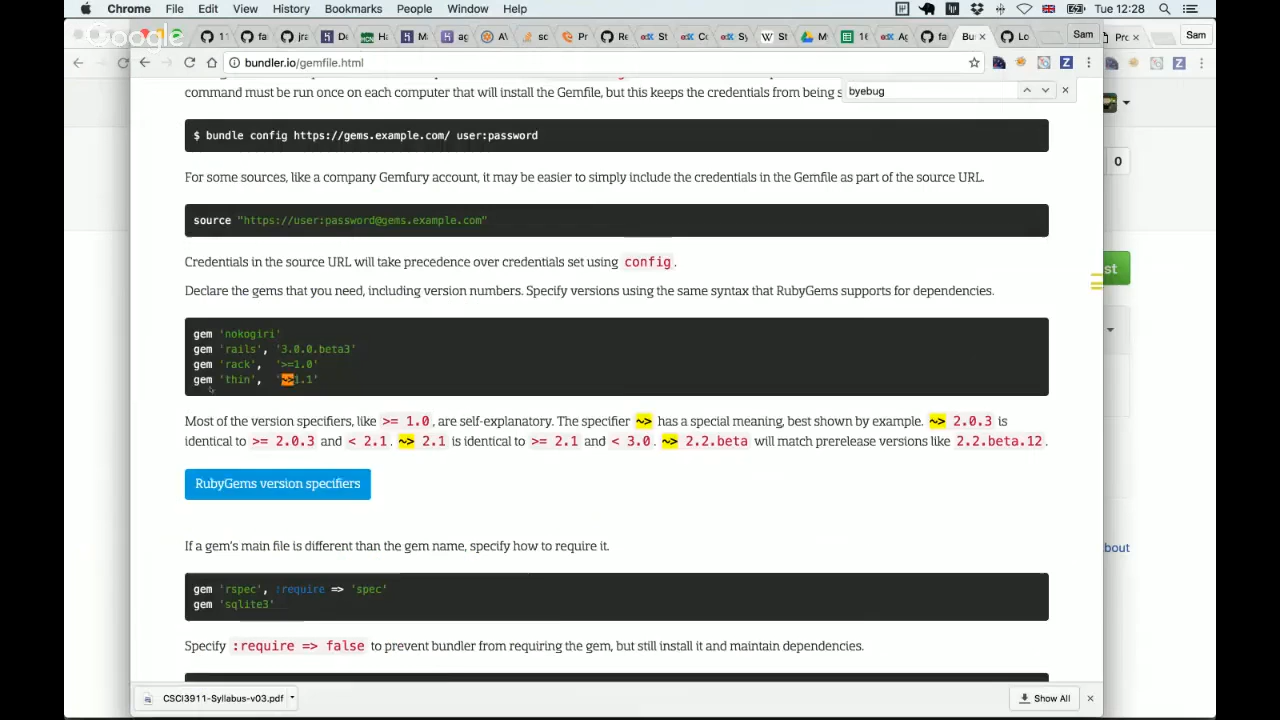 Chrome File Edit View History Bookmarks People Window Help Tue 12:28
Google
Bu Lo Sam Pro Sam
bundler.io/gemfile.html
byebug
command must be run once on each computer that will install the Gemfile, but this keeps the credentials from being
$ bundle config https://gems.example.com/ user:password
0
For some sources, like a company Gemfury account, it may be easier to simply include the credentials in the Gemfile as part of the source URL.
source "https://user:password@gems.example.com"
Credentials in the source URL will take precedence over credentials set using config.
st
Declare the gems that you need, including version numbers. Specify versions using the same syntax that RubyGems supports for dependencies.
gem 'nokogiri'
gem 'rails', '3.0.0.beta3'
gem 'rack', '>=1.0'
gem 'thin', '~>1.1'
Most of the version specifiers, like >= 1.0, are self-explanatory. The specifier ~> has a special meaning, best shown by example. ~> 2.0.3 is
identical to >= 2.0.3 and < 2.1. ~> 2.1 is identical to >= 2.1 and < 3.0. ~> 2.2.beta will match prerelease versions like 2.2.beta.12.
RubyGems version specifiers
If a gem's main file is different than the gem name, specify how to require it.
bout
gem 'rspec', :require => 'spec'
gem 'sqlite3'
Specify :require => false to prevent bundler from requiring the gem, but still install it and maintain dependencies.
CSCI3911-Syllabus-v03.pdf Show All